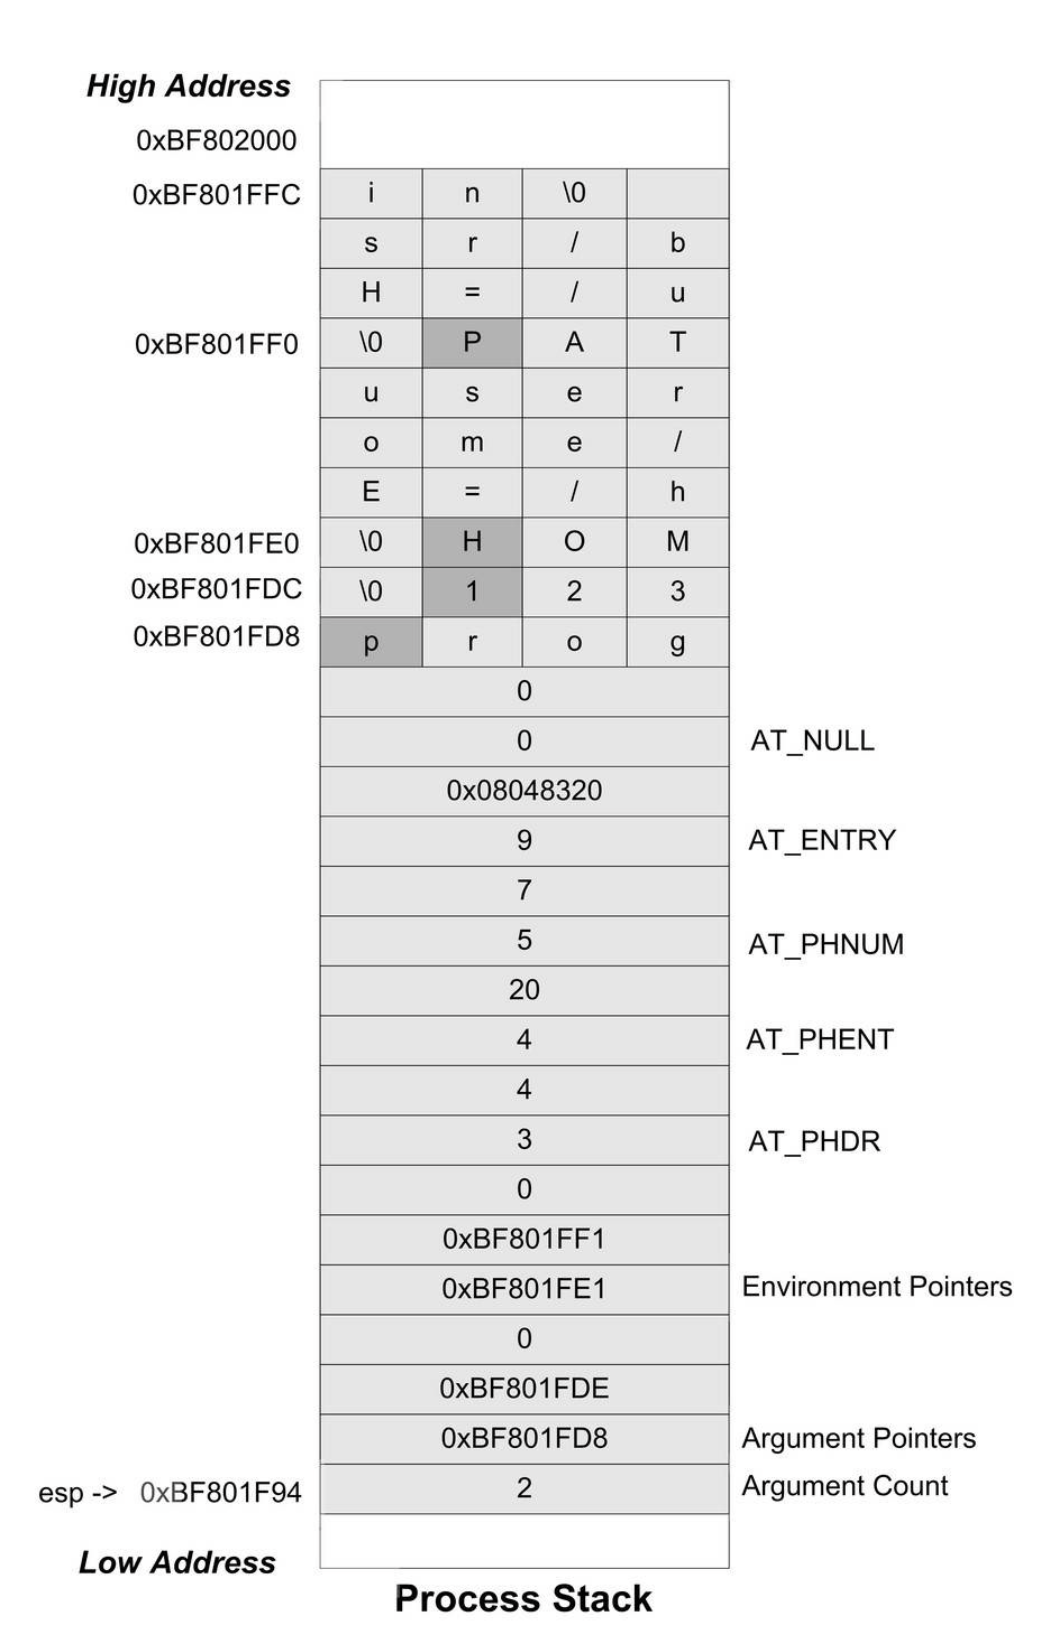 High Address
0xBF802000
0xBF801FFC i n \0
s r / b
H = / u
0xBF801FF0 \0 P A T
u s e r
o m e /
E = / h
0xBF801FE0 \0 H O M
0xBF801FDC \0 1 2 3
0xBF801FD8 p r o g
0
0 AT_NULL
0x08048320
9 AT_ENTRY
7
5 AT_PHNUM
20
4 AT_PHENT
4
3 AT_PHDR
0
0xBF801FF1
0xBF801FE1 Environment Pointers
0
0xBF801FDE
0xBF801FD8 Argument Pointers
esp -> 0xBF801F94 2 Argument Count
Low Address
Process Stack